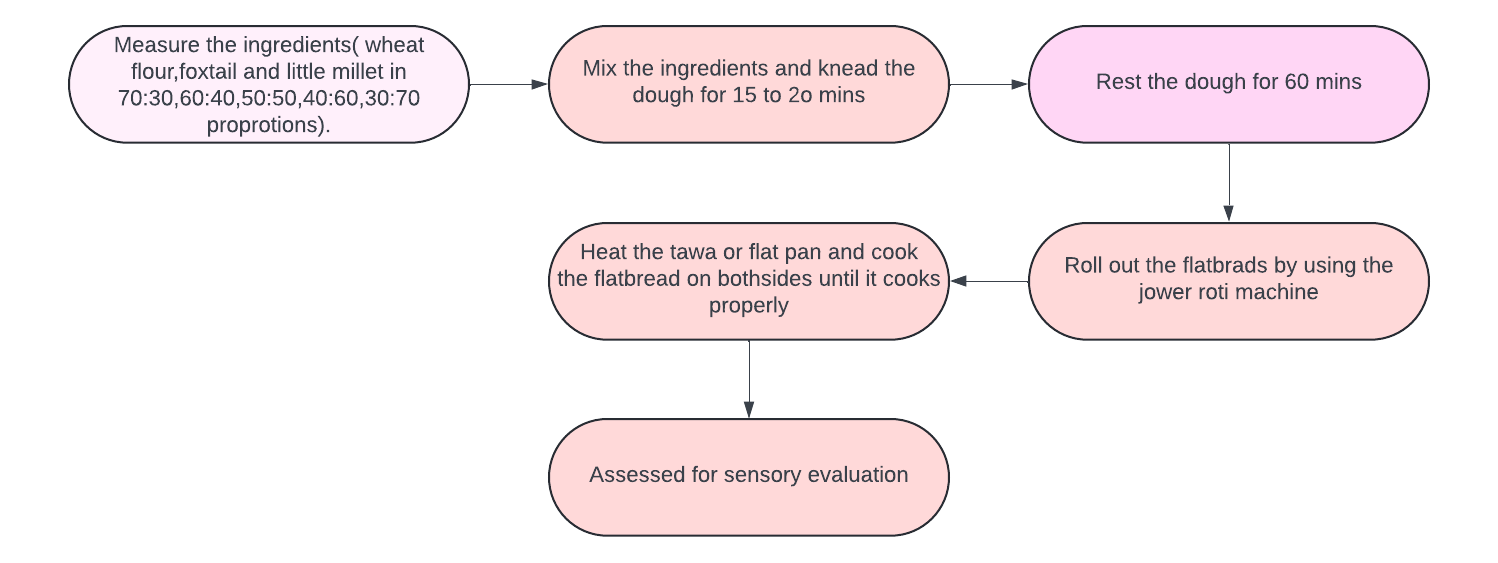 Measure the ingredients( wheat
flour,foxtail and little millet in
70:30,60:40,50:50,40:60,30:70
proprotions).
Mix the ingredients and knead the
dough for 15 to 2o mins
Rest the dough for 60 mins
Roll out the flatbrads by using the
jower roti machine
Heat the tawa or flat pan and cook
the flatbread on bothsides until it cooks
properly
Assessed for sensory evaluation